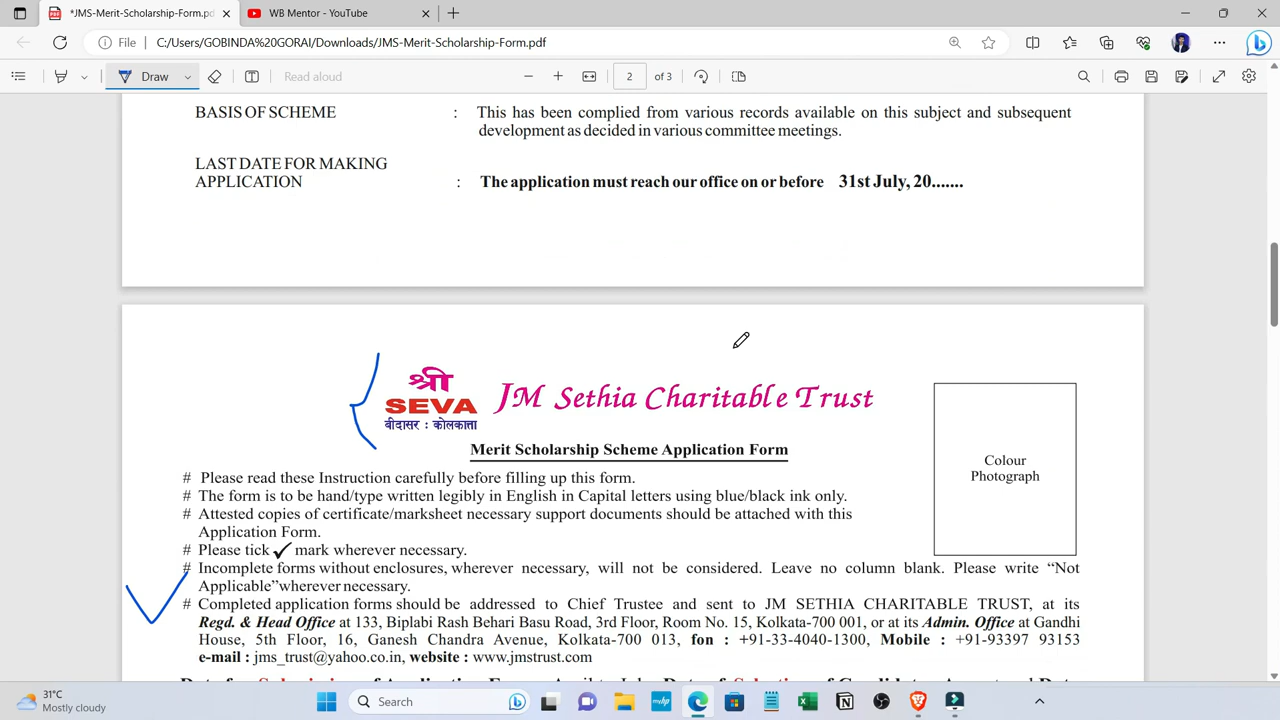 *JMS-Merit-Scholarship-Form.pd
WB Mentor - YouTube
File
C:/Users/GOBINDA%20GORAI/Downloads/JMS-Merit-Scholarship-Form.pdf
Draw
Read aloud
2 of 3
BASIS OF SCHEME : This has been complied from various records available on this subject and subsequent
development as decided in various committee meetings.
LAST DATE FOR MAKING
APPLICATION : The application must reach our office on or before 31st July, 20.......
श्री
SEVA
बीदासर : कोलकात्ता
JM Sethia Charitable Trust
Merit Scholarship Scheme Application Form
Colour
Photograph
# Please read these Instruction carefully before filling up this form.
# The form is to be hand/type written legibly in English in Capital letters using blue/black ink only.
# Attested copies of certificate/marksheet necessary support documents should be attached with this
Application Form.
# Please tick ✓ mark wherever necessary.
# Incomplete forms without enclosures, wherever necessary, will not be considered. Leave no column blank. Please write “Not
Applicable”wherever necessary.
# Completed application forms should be addressed to Chief Trustee and sent to JM SETHIA CHARITABLE TRUST, at its
Regd. & Head Office at 133, Biplabi Rash Behari Basu Road, 3rd Floor, Room No. 15, Kolkata-700 001, or at its Admin. Office at Gandhi
House, 5th Floor, 16, Ganesh Chandra Avenue, Kolkata-700 013, fon : +91-33-4040-1300, Mobile : +91-93397 93153
e-mail : jms_trust@yahoo.co.in, website : www.jmstrust.com
31°C
Mostly cloudy
Search